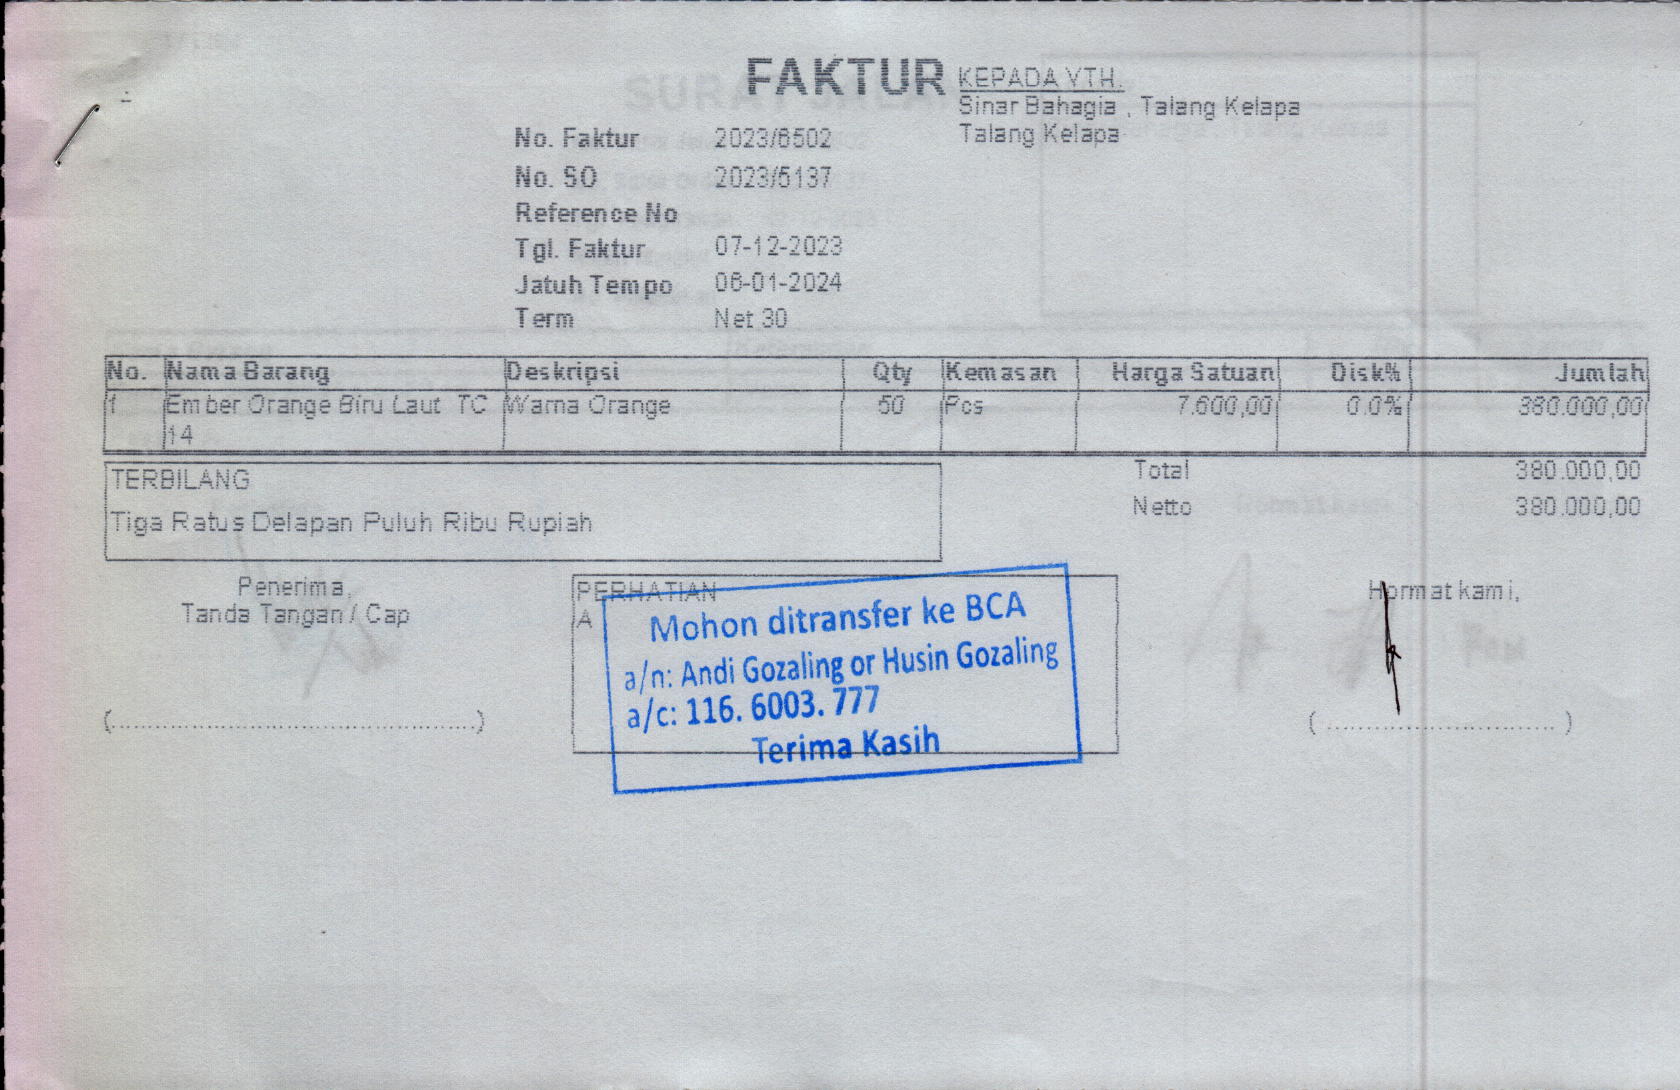 FAKTUR
KEPADA YTH.
Sinar Bahagia , Talang Kelapa
Talang Kelapa
No. Faktur 2023/6502
No. SO 2023/5137
Reference No
Tgl. Faktur 07-12-2023
Jatuh Tempo 06-01-2024
Term Net 30
No. Nama Barang Deskripsi Qty Kemasan Harga Satuan Disk% Jumlah
1 Ember Orange Biru Laut TC Warna Orange 50 Pcs 7.600,00 0.0% 380.000,00
14
TERBILANG
Tiga Ratus Delapan Puluh Ribu Rupiah
Total 380.000,00
Netto 380.000,00
Penerima,
Tanda Tangan / Cap
PERHATIAN
A
Mohon ditransfer ke BCA
a/n: Andi Gozaling or Husin Gozaling
a/c: 116. 6003. 777
Terima Kasih
Hormat kami,
(......................................................)
( .................................. )